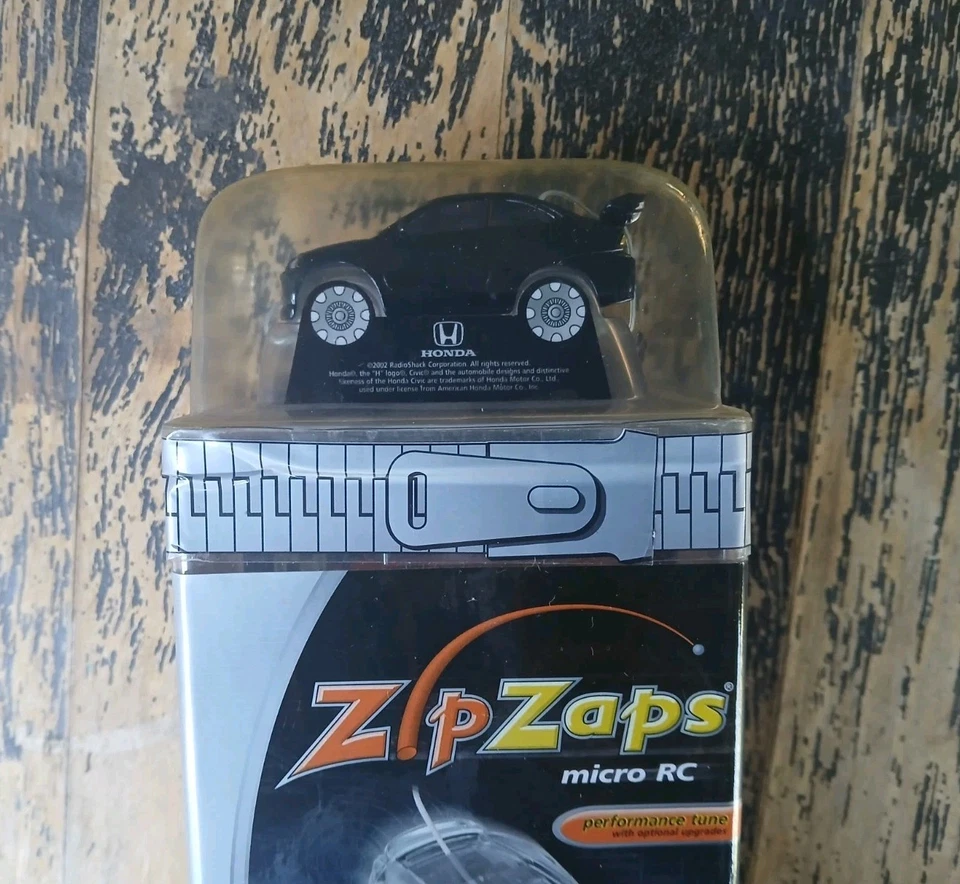 HONDA
©2002 RadioShack Corporation. All rights reserved.
Honda®, the "H" logo®, Civic® and the automobile designs and distinctive
likeness of the Honda Civic are trademarks of Honda Motor Co., Ltd.,
used under license from American Honda Motor Co., Inc.
ZipZaps®
micro RC
performance tune
with optional upgrades